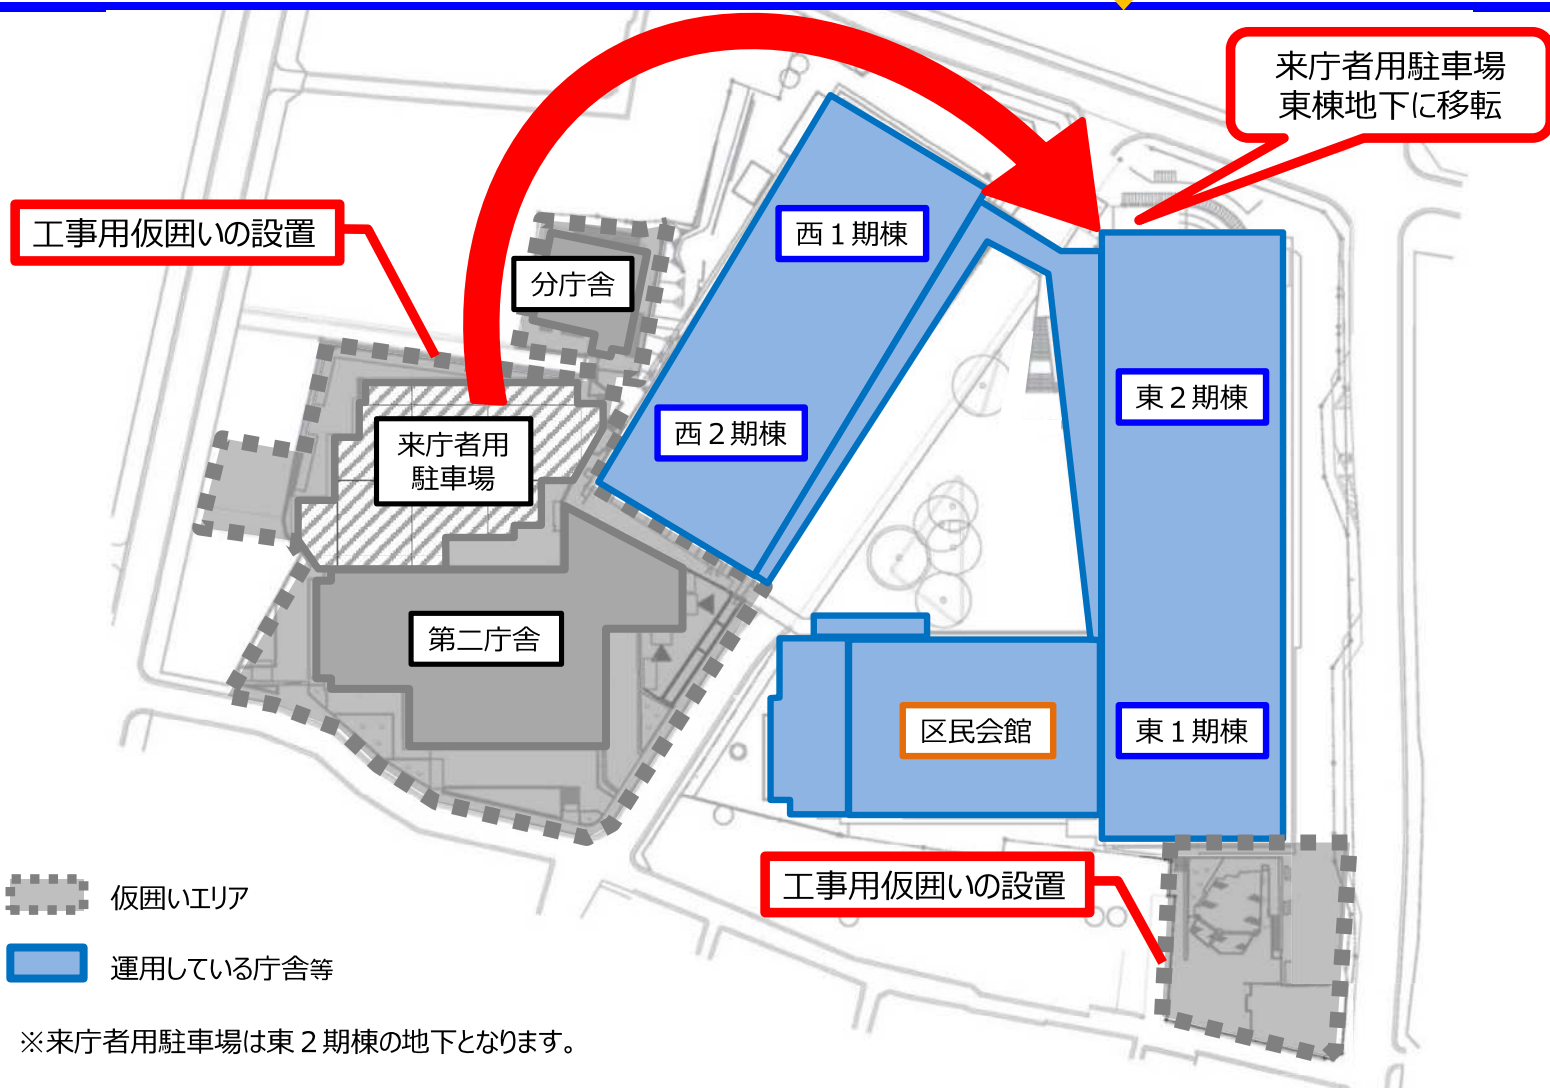 来庁者用駐車場
東棟地下に移転
工事用仮囲いの設置
西１期棟
分庁舎
東２期棟
西２期棟
来庁者用
駐車場
第二庁舎
区民会館
東１期棟
工事用仮囲いの設置
仮囲いエリア
運用している庁舎等
※来庁者用駐車場は東２期棟の地下となります。